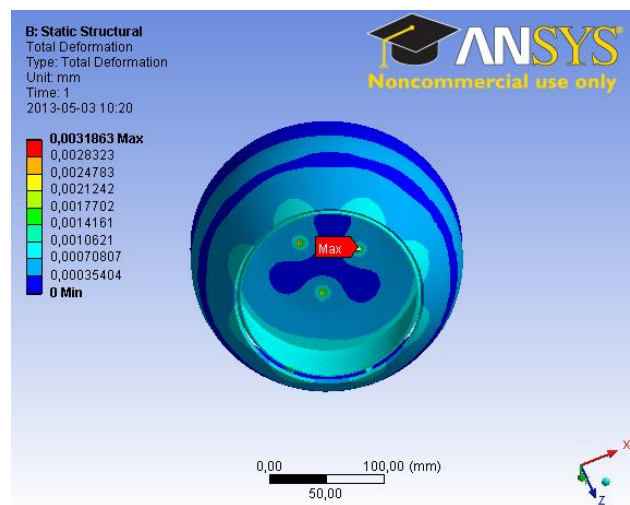 B: Static Structural
Total Deformation
Type: Total Deformation
Unit: mm
Time: 1
2013-05-03 10:20
0,0031863 Max
0,0028323
0,0024783
0,0021242
0,0017702
0,0014161
0,0010621
0,00070807
0,00035404
0 Min
ANSYS
Noncommercial use only
Max
0,00
100,00 (mm)
50,00
X
Z